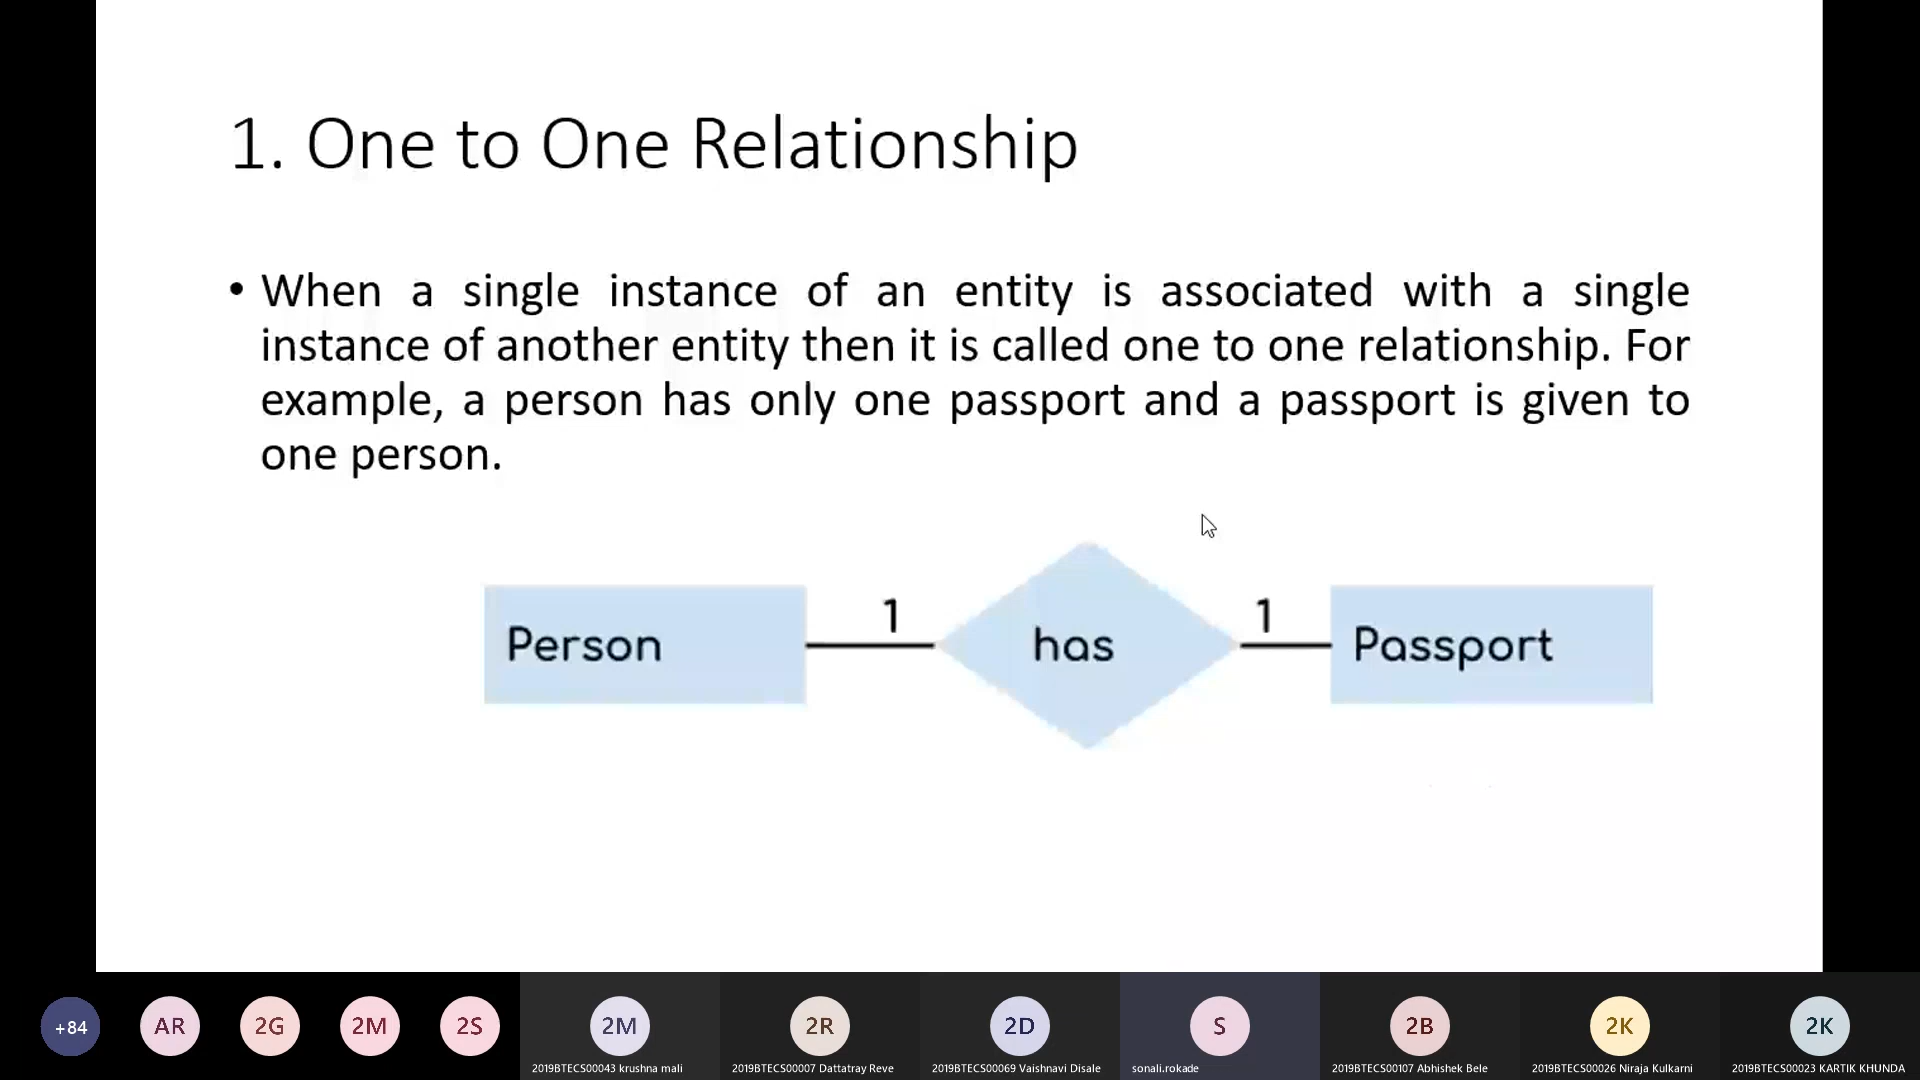 1. One to One Relationship
• When a single instance of an entity is associated with a single
instance of another entity then it is called one to one relationship. For
example, a person has only one passport and a passport is given to
one person.
Person 1 has 1 Passport
+84 AR 2G 2M 2S 2M 2R 2D S 2B 2K 2K
2019BTECS00043 krushna mali 2019BTECS00007 Dattatray Reve 2019BTECS00069 Vaishnavi Disale sonali.rokade 2019BTECS00107 Abhishek Bele 2019BTECS00026 Niraja Kulkarni 2019BTECS00023 KARTIK KHUNDA